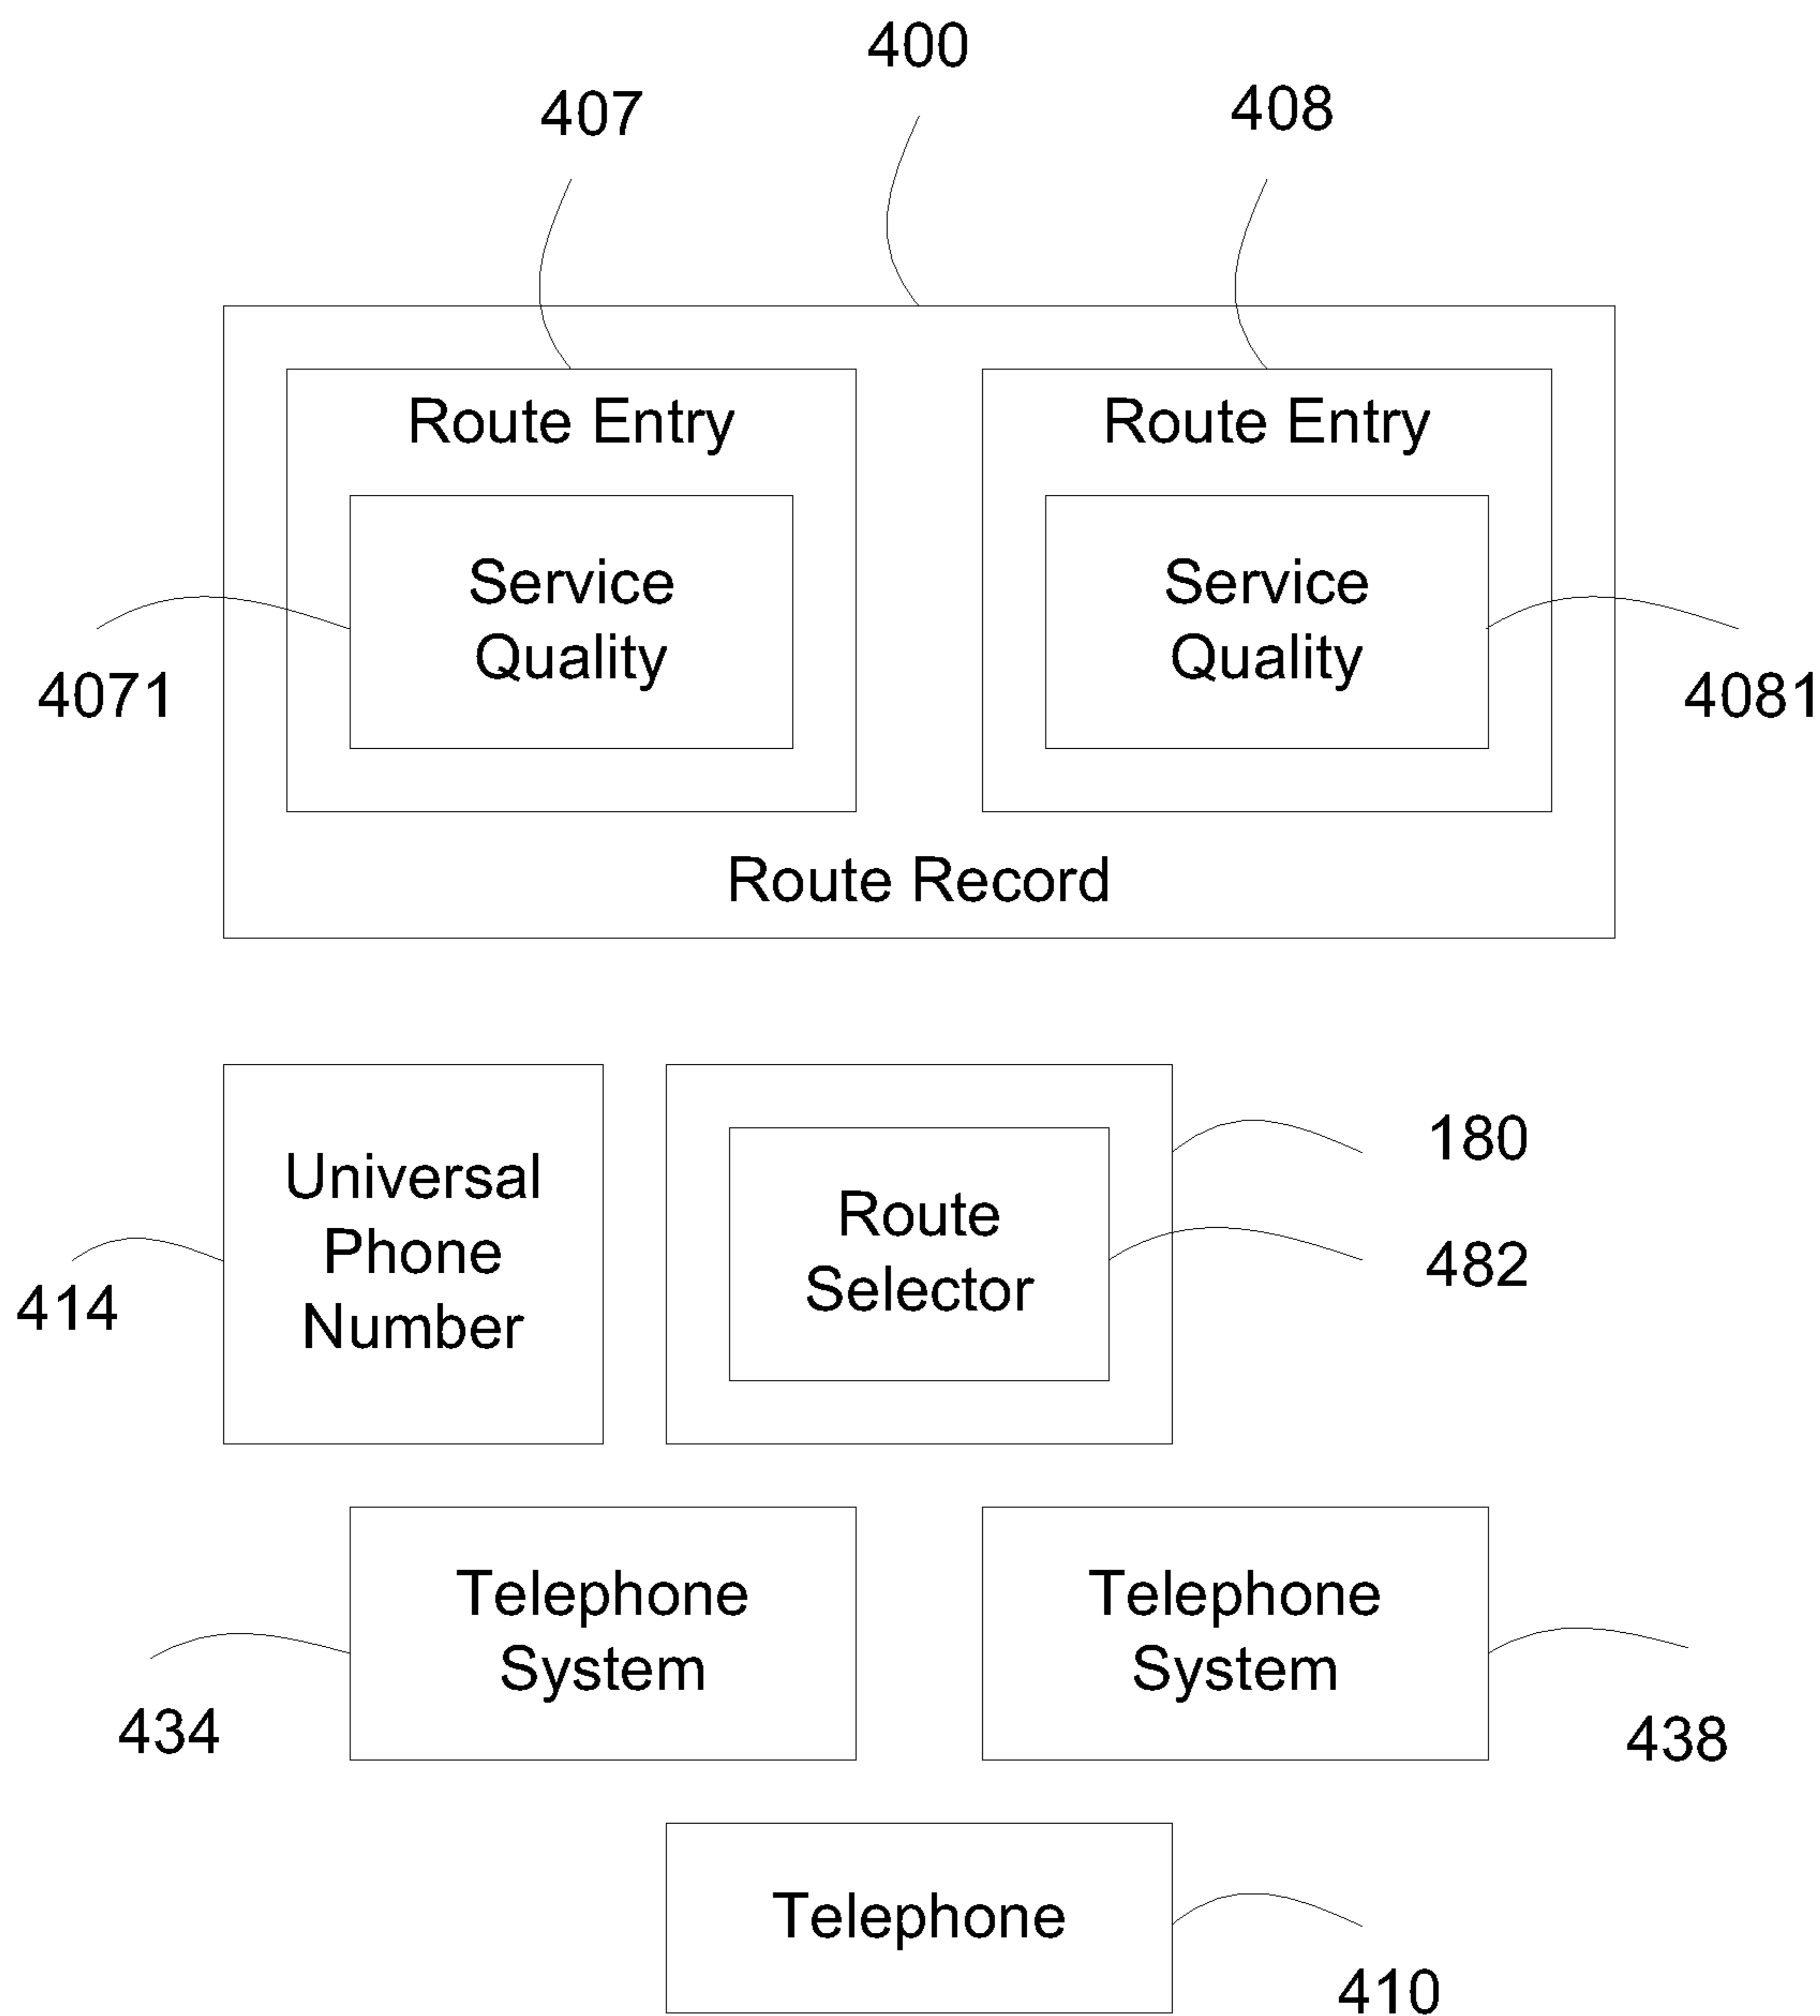 400
407
408
Route Entry
Route Entry
Service
Quality
Service
Quality
4071
4081
Route Record
Universal
Phone
Number
Route
Selector
180
482
414
Telephone
System
Telephone
System
434
438
Telephone
410